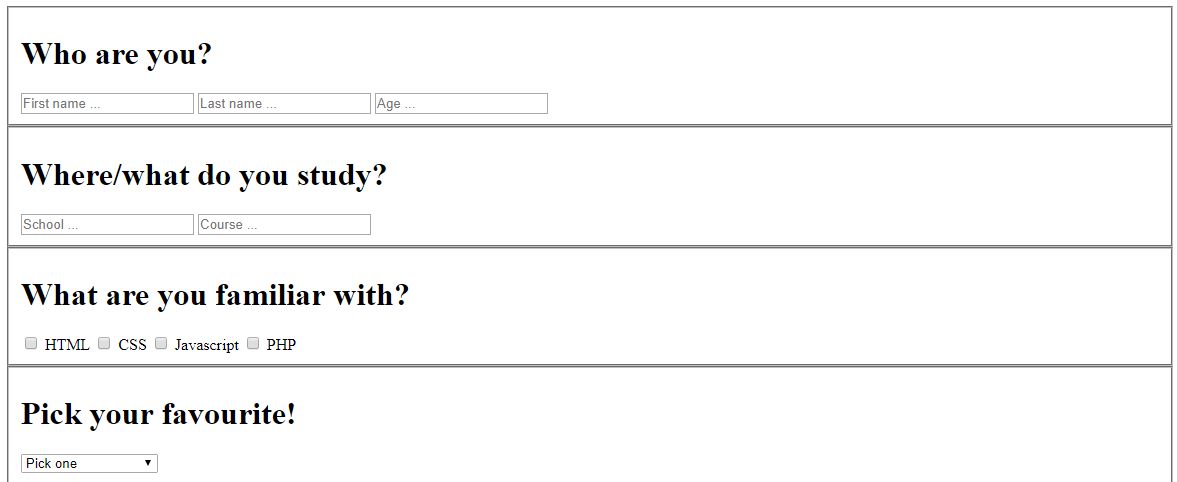 Who are you?
First name ... Last name ... Age ...
Where/what do you study?
School ... Course ...
What are you familiar with?
HTML CSS Javascript PHP
Pick your favourite!
Pick one